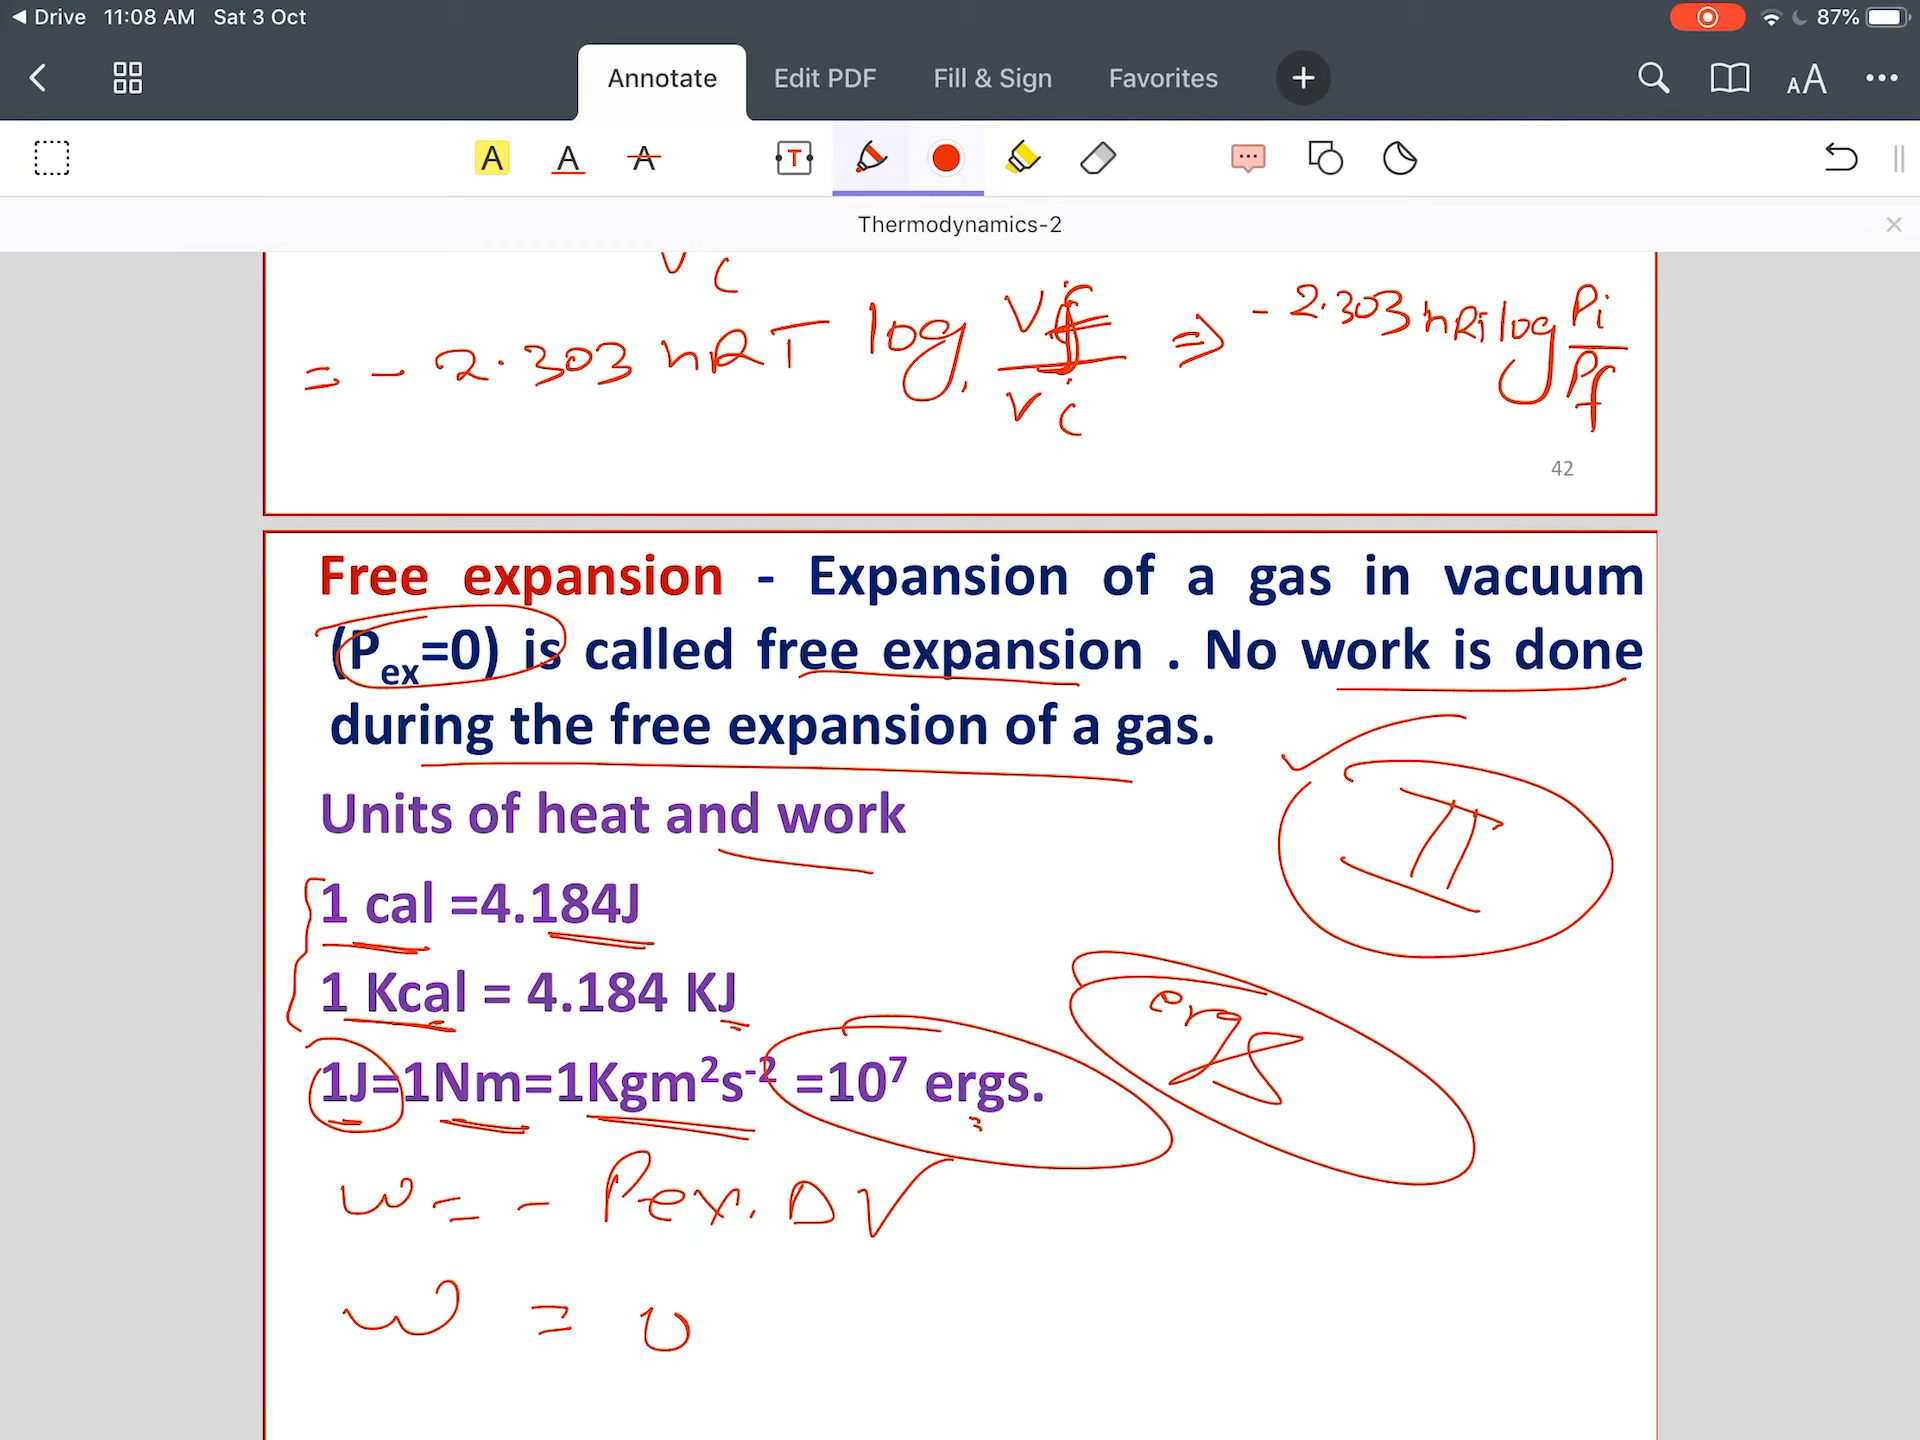 Drive 11:08 AM Sat 3 Oct 87%
Annotate Edit PDF Fill & Sign Favorites
Thermodynamics-2
V i
= - 2.303 nRT log Vf/Vi ⇒ - 2.303 nRT log Pi/Pf
42
Free expansion - Expansion of a gas in vacuum
(Pex=0) is called free expansion . No work is done
during the free expansion of a gas.
Units of heat and work
1 cal =4.184J
1 Kcal = 4.184 KJ
ergs
1J=1Nm=1Kgm²s⁻² =10⁷ ergs.
w = - Pex. ΔV
w = 0